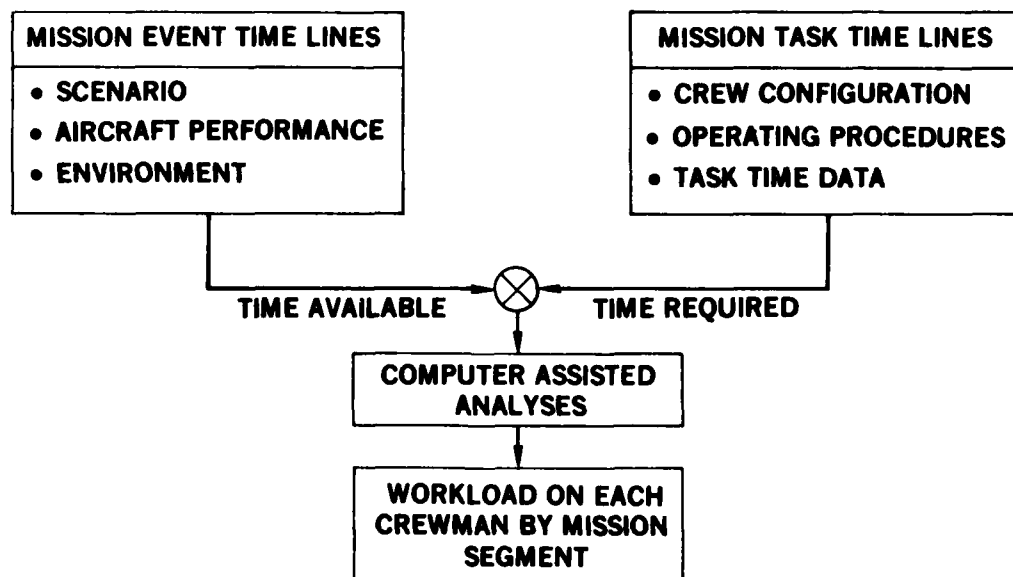 MISSION EVENT TIME LINES
• SCENARIO
• AIRCRAFT PERFORMANCE
• ENVIRONMENT
MISSION TASK TIME LINES
• CREW CONFIGURATION
• OPERATING PROCEDURES
• TASK TIME DATA
TIME AVAILABLE
TIME REQUIRED
COMPUTER ASSISTED
ANALYSES
WORKLOAD ON EACH
CREWMAN BY MISSION
SEGMENT